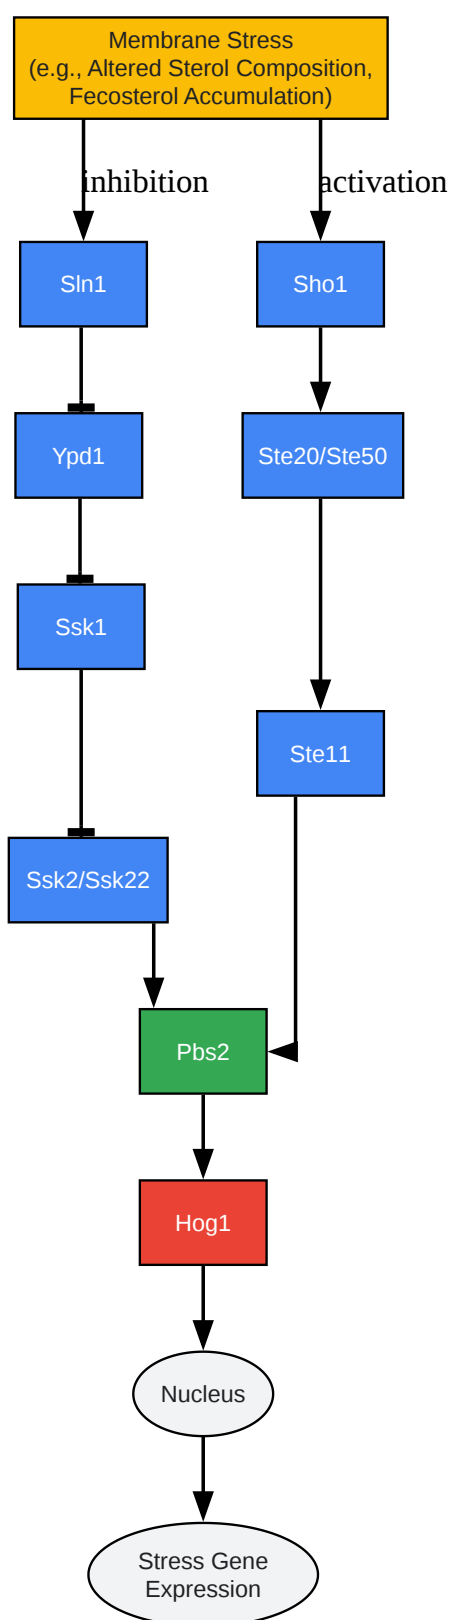 Membrane Stress
(e.g., Altered Sterol Composition,
Fecosterol Accumulation)
inhibition
activation
Sln1
Sho1
Ypd1
Ste20/Ste50
Ssk1
Ste11
Ssk2/Ssk22
Pbs2
Hog1
Nucleus
Stress Gene
Expression